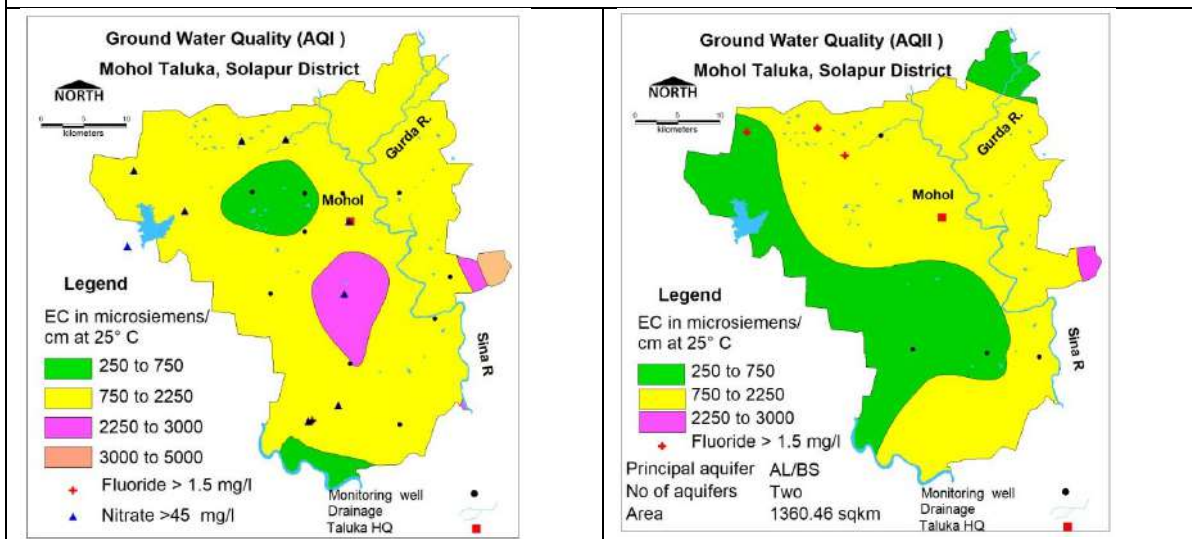 Ground Water Quality (AQI )
Mohol Taluka, Solapur District
NORTH
0 5 10
kilometers
Gurda R.
Mohol
Sina R
Legend
EC in microsiemens/
cm at 25° C
250 to 750
750 to 2250
2250 to 3000
3000 to 5000
Fluoride > 1.5 mg/l
Nitrate >45 mg/l
Monitoring well
Drainage
Taluka HQ
Ground Water Quality (AQII )
Mohol Taluka, Solapur District
NORTH
0 5 10
kilometers
Gurda R.
Mohol
Sina R
Legend
EC in microsiemens/
cm at 25° C
250 to 750
750 to 2250
2250 to 3000
Fluoride > 1.5 mg/l
Principal aquifer AL/BS
No of aquifers Two
Area 1360.46 sqkm
Monitoring well
Drainage
Taluka HQ